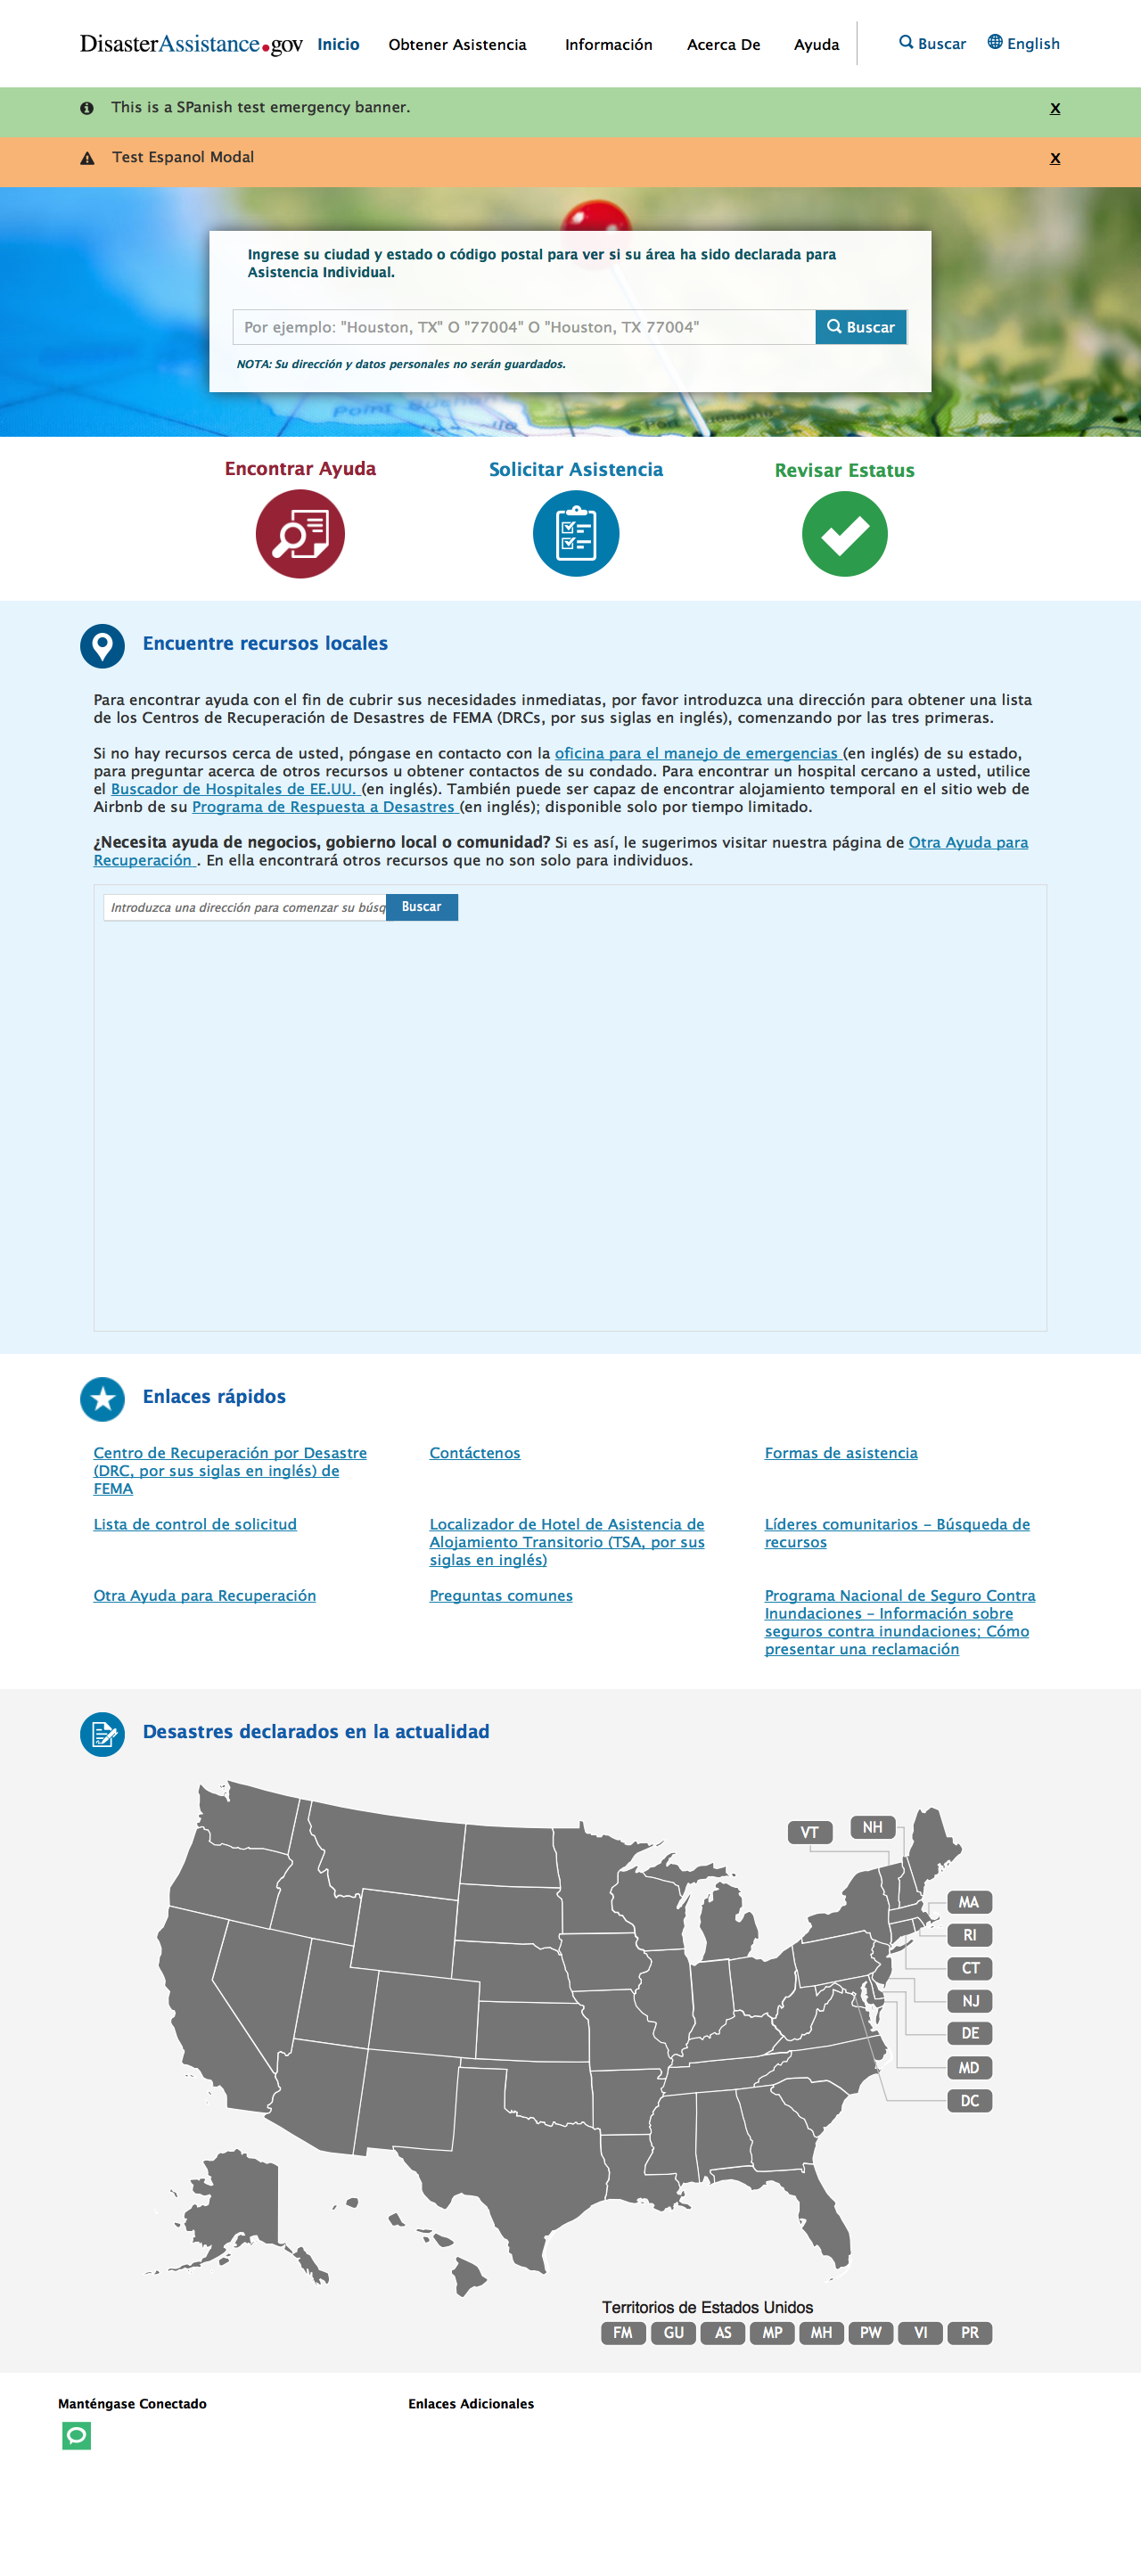 DisasterAssistance.gov Inicio Obtener Asistencia Información Acerca De Ayuda Buscar English
This is a SPanish test emergency banner. X
Test Espanol Modal X
Ingrese su ciudad y estado o código postal para ver si su área ha sido declarada para
Asistencia Individual.
Por ejemplo: "Houston, TX" O "77004" O "Houston, TX 77004" Buscar
NOTA: Su dirección y datos personales no serán guardados.
Encontrar Ayuda Solicitar Asistencia Revisar Estatus
Encuentre recursos locales
Para encontrar ayuda con el fin de cubrir sus necesidades inmediatas, por favor introduzca una dirección para obtener una lista
de los Centros de Recuperación de Desastres de FEMA (DRCs, por sus siglas en inglés), comenzando por las tres primeras.
Si no hay recursos cerca de usted, póngase en contacto con la oficina para el manejo de emergencias (en inglés) de su estado,
para preguntar acerca de otros recursos u obtener contactos de su condado. Para encontrar un hospital cercano a usted, utilice
el Buscador de Hospitales de EE.UU. (en inglés). También puede ser capaz de encontrar alojamiento temporal en el sitio web de
Airbnb de su Programa de Respuesta a Desastres (en inglés); disponible solo por tiempo limitado.
¿Necesita ayuda de negocios, gobierno local o comunidad? Si es así, le sugerimos visitar nuestra página de Otra Ayuda para
Recuperación . En ella encontrará otros recursos que no son solo para individuos.
Introduzca una dirección para comenzar su búsq Buscar
Enlaces rápidos
Centro de Recuperación por Desastre
(DRC, por sus siglas en inglés) de
FEMA
Contáctenos
Formas de asistencia
Lista de control de solicitud
Localizador de Hotel de Asistencia de
Alojamiento Transitorio (TSA, por sus
siglas en inglés)
Líderes comunitarios – Búsqueda de
recursos
Otra Ayuda para Recuperación
Preguntas comunes
Programa Nacional de Seguro Contra
Inundaciones – Información sobre
seguros contra inundaciones; Cómo
presentar una reclamación
Desastres declarados en la actualidad
VT NH
MA
RI
CT
NJ
DE
MD
DC
Territorios de Estados Unidos
FM GU AS MP MH PW VI PR
Manténgase Conectado Enlaces Adicionales